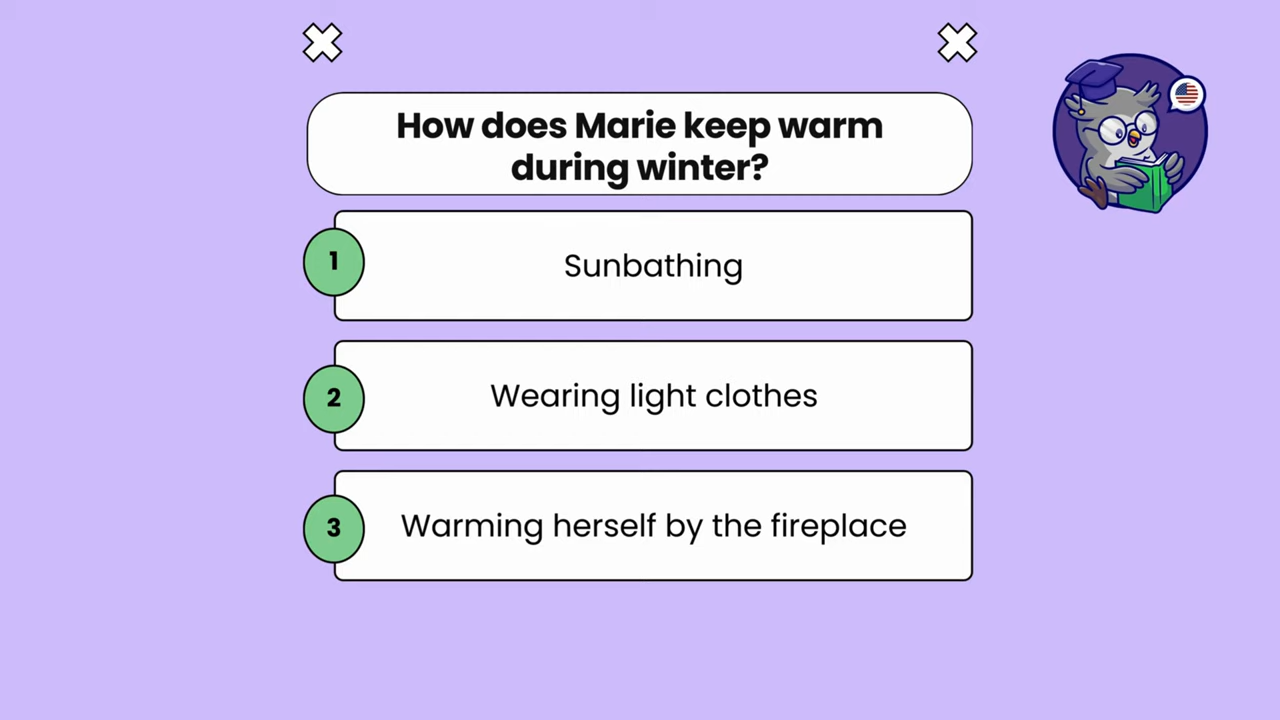 How does Marie keep warm
during winter?
1
Sunbathing
2
Wearing light clothes
3
Warming herself by the fireplace